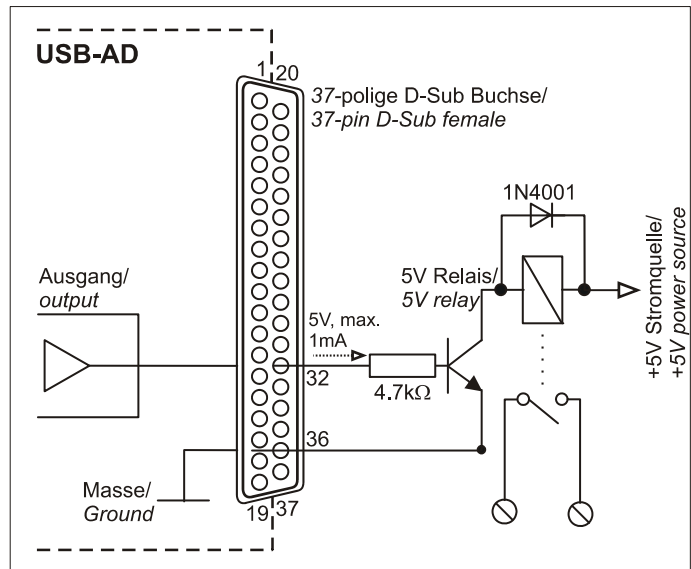 USB-AD
1 20
37-polige D-Sub Buchse/
37-pin D-Sub female
1N4001
Ausgang/
output
5V Relais/
5V relay
+5V Stromquelle/
+5V power source
5V, max.
1mA
32
4.7kΩ
36
Masse/
Ground
19 37